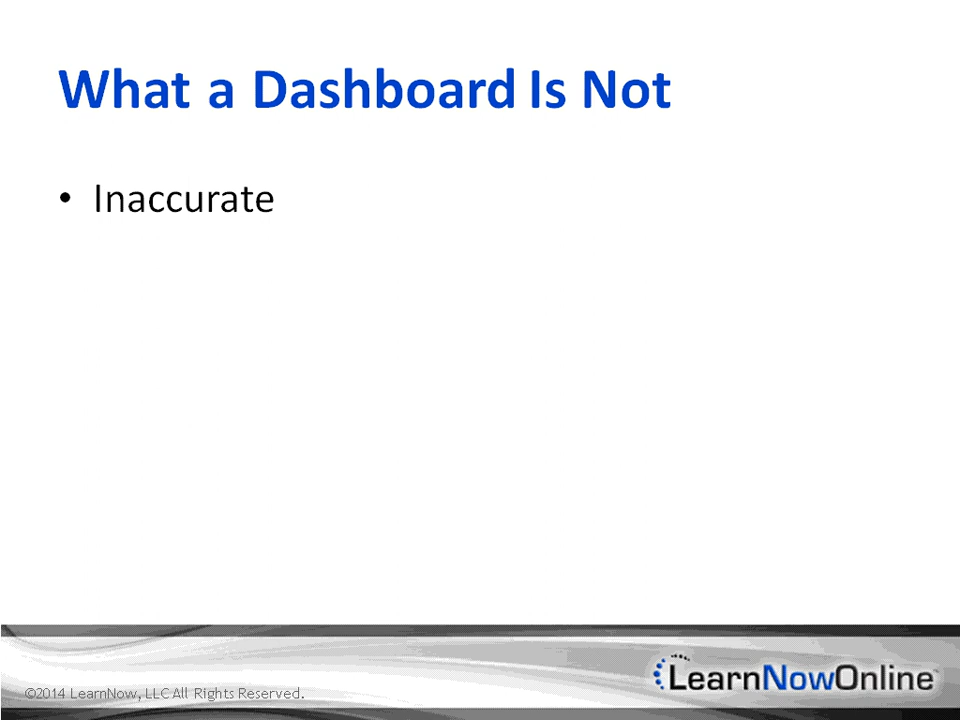 What a Dashboard Is Not
• Inaccurate
©2014 LearnNow, LLC All Rights Reserved.
LearnNowOnline